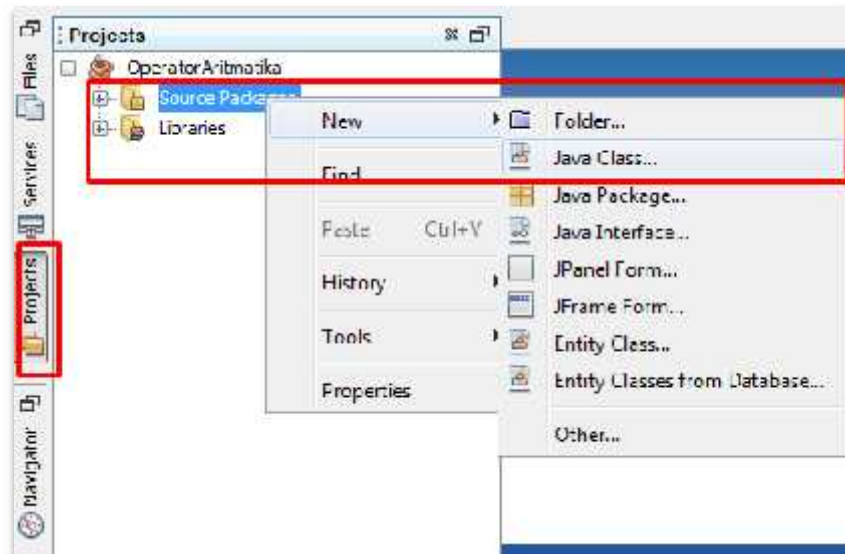 Projects
OperatorAritmatika
Source Packages
Libraries
New
Find
Paste Ctrl+V
History
Tools
Properties
Folder...
Java Class...
Java Package...
Java Interface...
JPanel Form...
JFrame Form...
Entity Class...
Entity Classes from Database...
Other...
Files
Services
Projects
Navigator